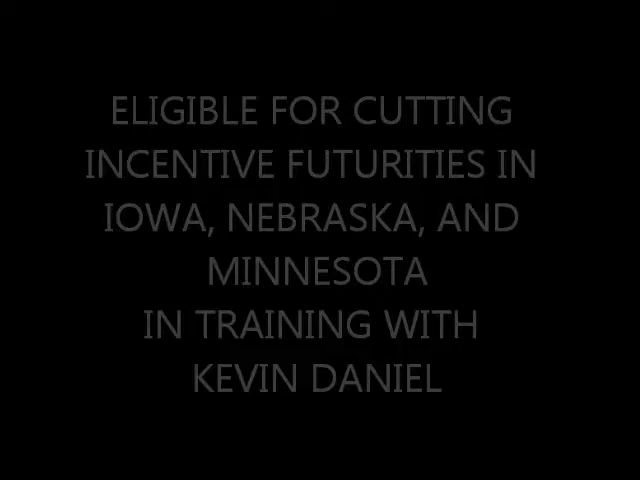 ELIGIBLE FOR CUTTING
INCENTIVE FUTURITIES IN
IOWA, NEBRASKA, AND
MINNESOTA
IN TRAINING WITH
KEVIN DANIEL